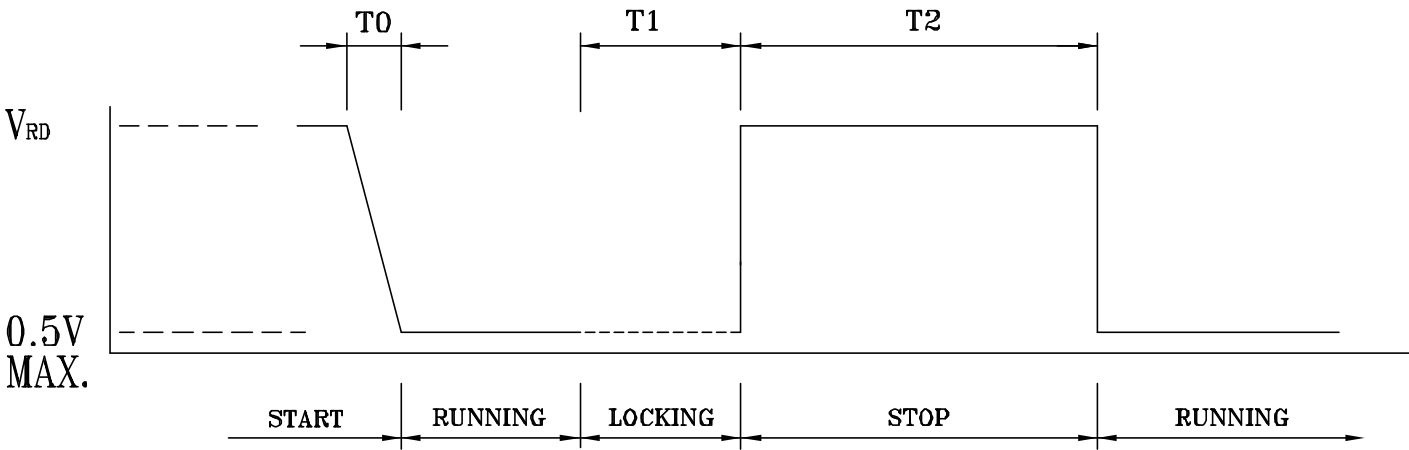 T0 T1 T2
VRD
0.5V
MAX.
START RUNNING LOCKING STOP RUNNING